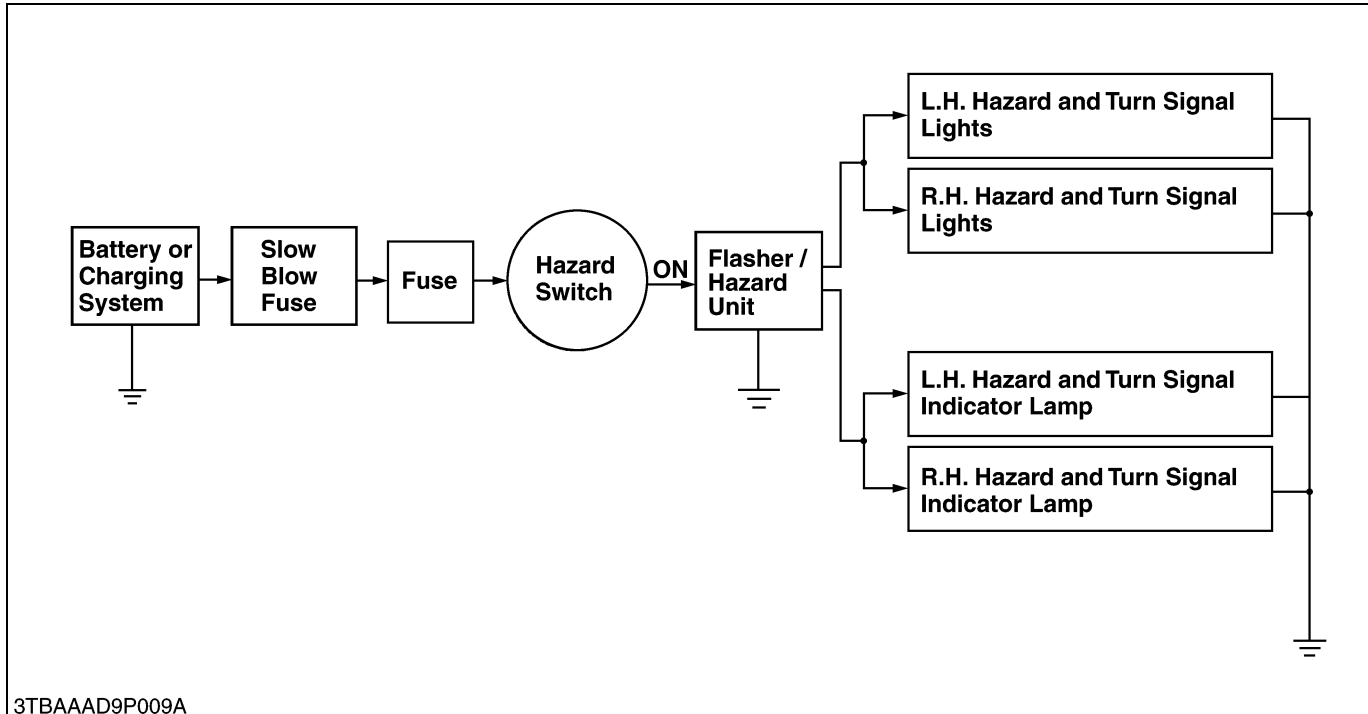 L.H. Hazard and Turn Signal
Lights
R.H. Hazard and Turn Signal
Lights
Battery or
Charging
System
Slow
Blow
Fuse
Fuse
Hazard
Switch
ON
Flasher /
Hazard
Unit
L.H. Hazard and Turn Signal
Indicator Lamp
R.H. Hazard and Turn Signal
Indicator Lamp
3TBAAAD9P009A